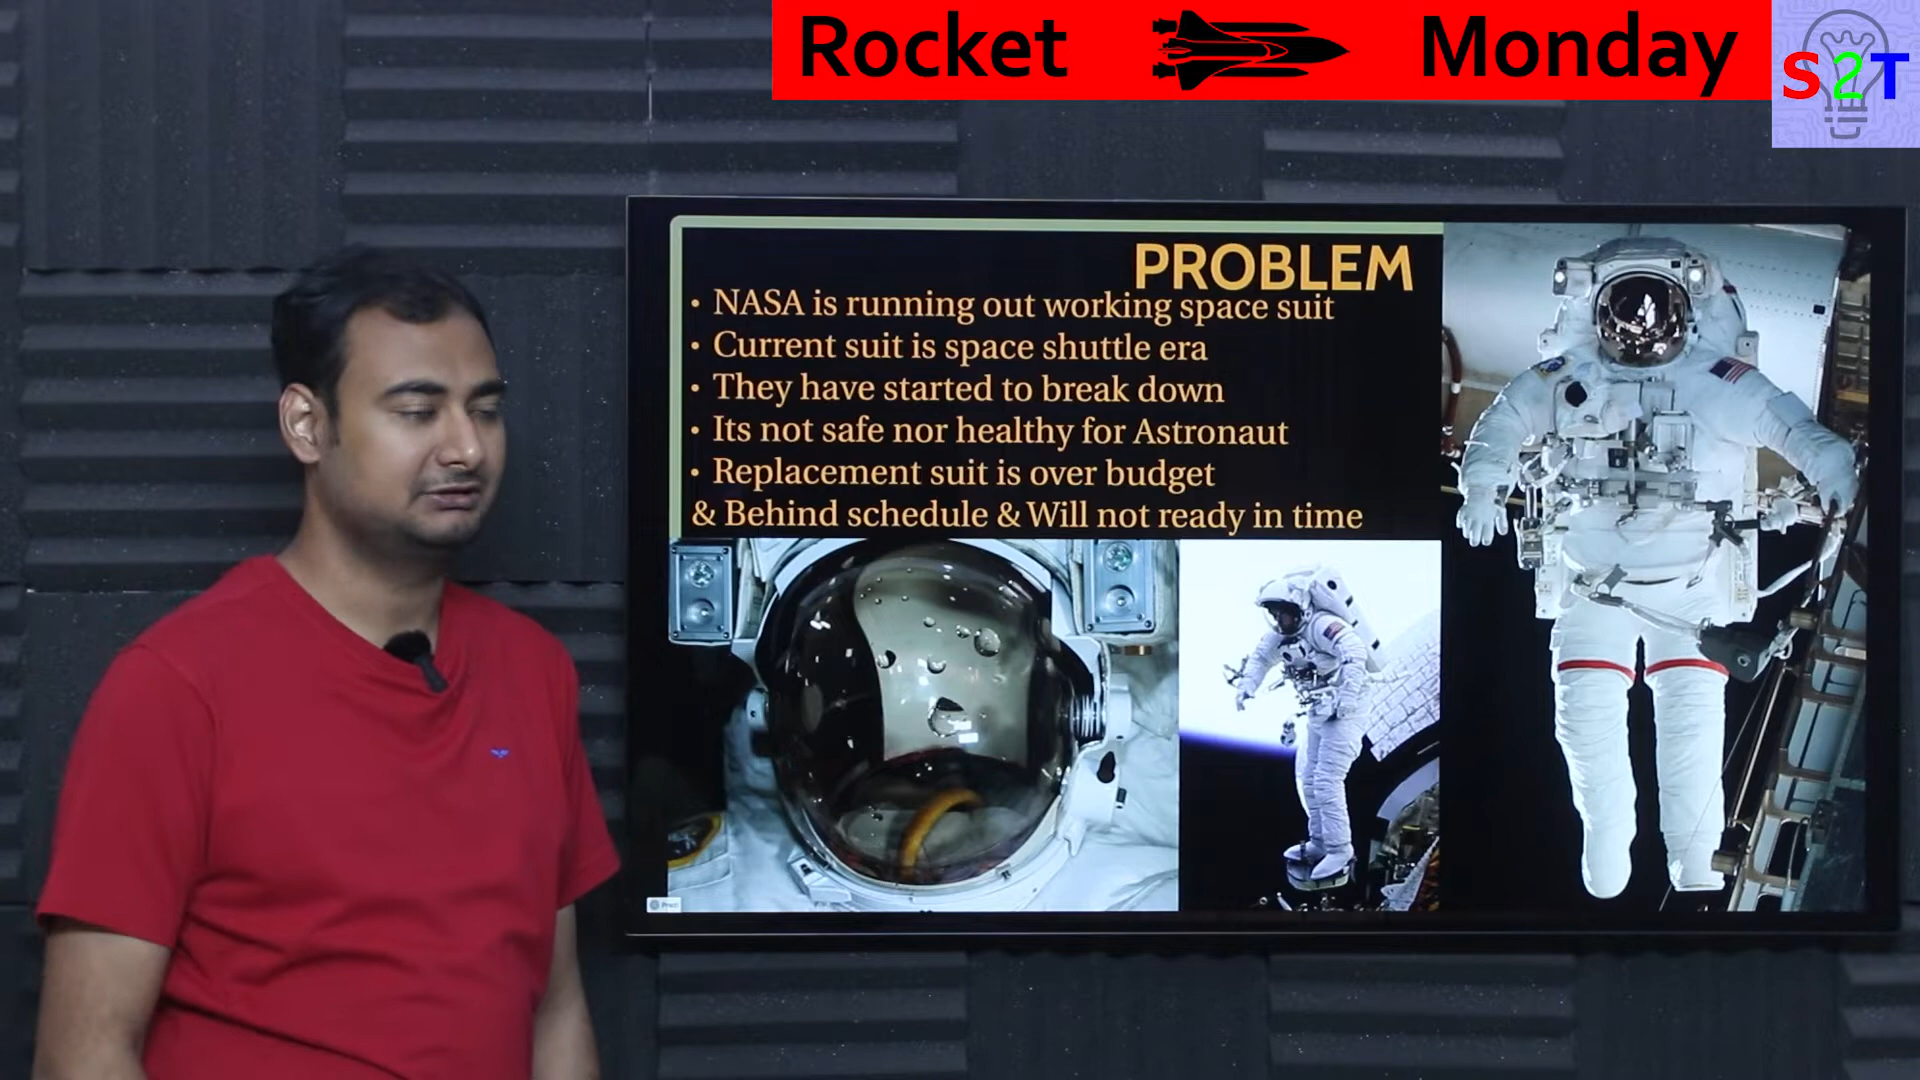 Rocket Monday
S2T
PROBLEM
• NASA is running out working space suit
• Current suit is space shuttle era
• They have started to break down
• Its not safe nor healthy for Astronaut
• Replacement suit is over budget
& Behind schedule & Will not ready in time
Prezi